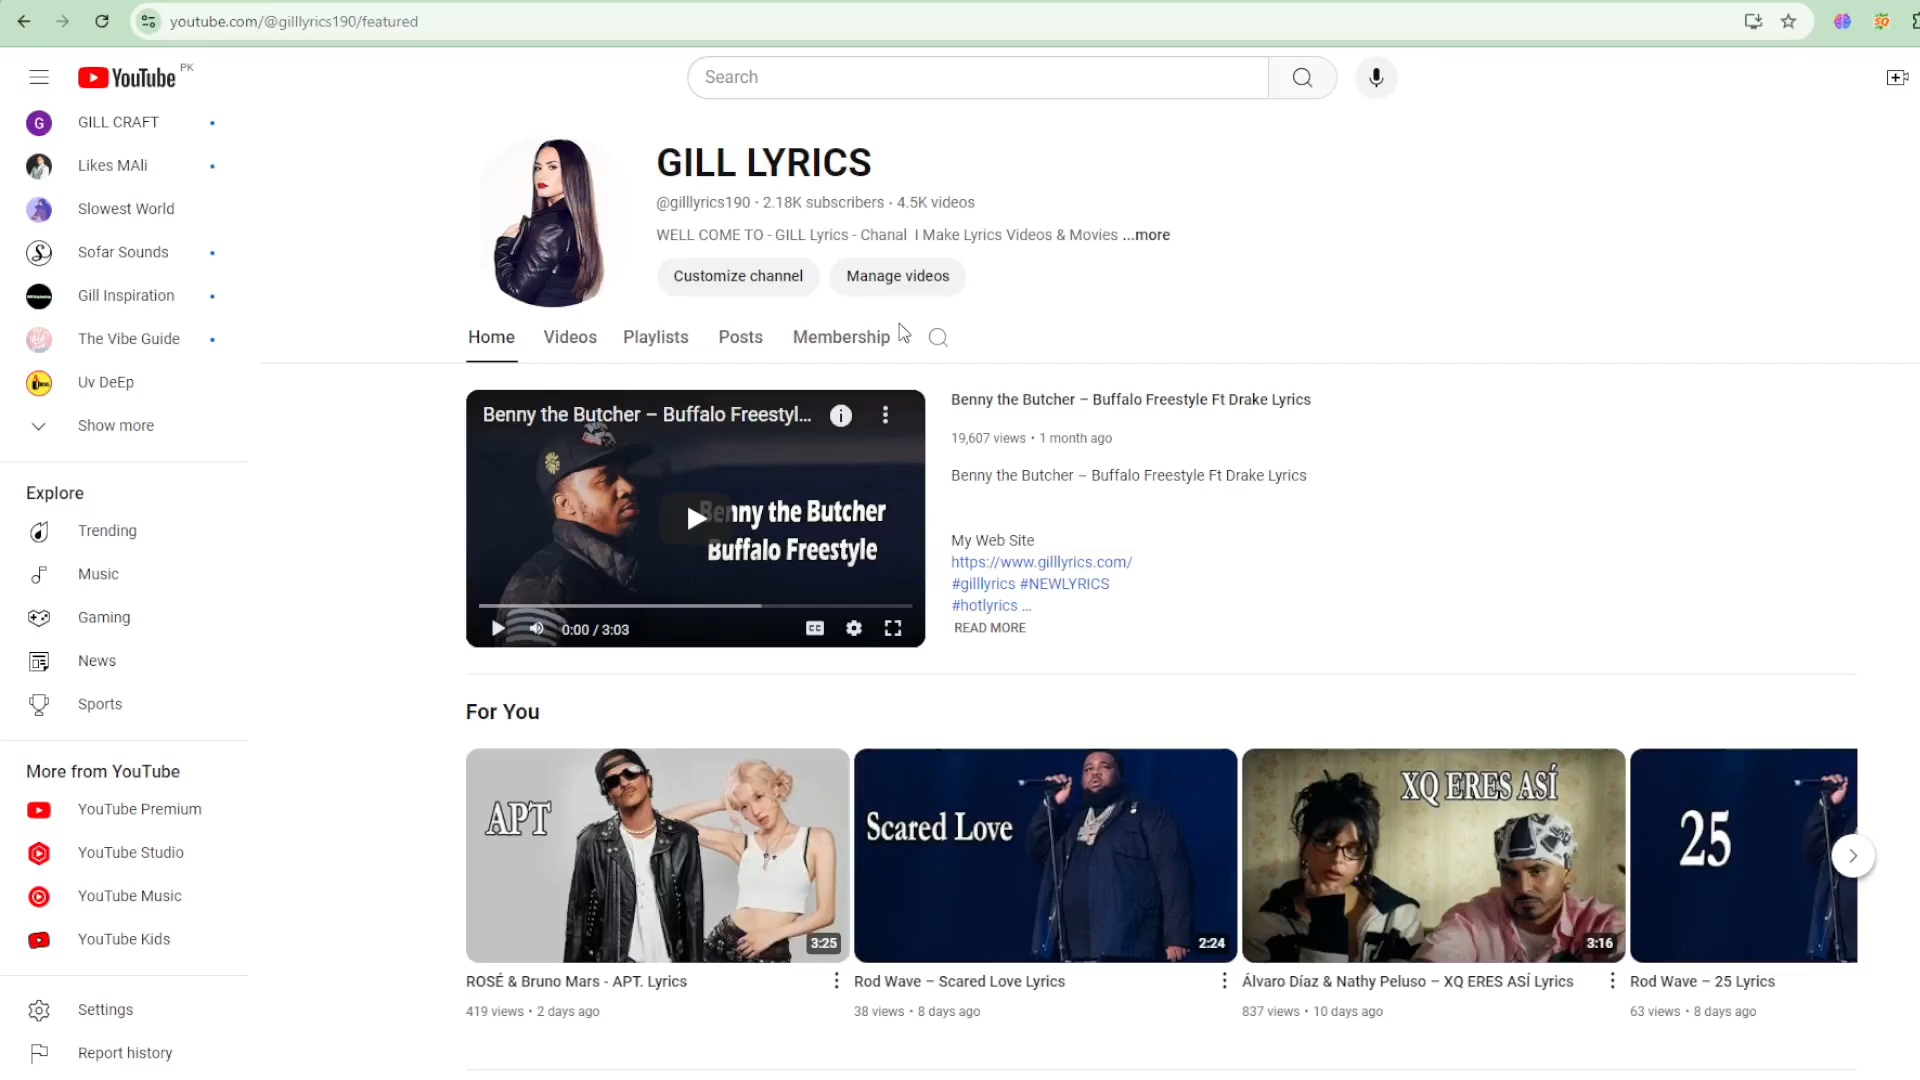 youtube.com/@gilllyrics190/featured
YouTube PK
Search
GILL CRAFT
Likes MAli
Slowest World
Sofar Sounds
Gill Inspiration
The Vibe Guide
Uv DeEp
Show more
Explore
Trending
Music
Gaming
News
Sports
More from YouTube
YouTube Premium
YouTube Studio
YouTube Music
YouTube Kids
Settings
Report history
GILL LYRICS
@gilllyrics190 · 2.18K subscribers · 4.5K videos
WELL COME TO - GILL Lyrics - Chanal I Make Lyrics Videos & Movies ...more
Customize channel Manage videos
Home Videos Playlists Posts Membership
Benny the Butcher – Buffalo Freestyl...
Benny the Butcher
Buffalo Freestyle
0:00 / 3:03
CC
Benny the Butcher – Buffalo Freestyle Ft Drake Lyrics
19,607 views • 1 month ago
Benny the Butcher – Buffalo Freestyle Ft Drake Lyrics
My Web Site
https://www.gilllyrics.com/
#gilllyrics #NEWLYRICS
#hotlyrics ...
READ MORE
For You
APT
3:25
ROSÉ & Bruno Mars - APT. Lyrics
419 views • 2 days ago
Scared Love
2:24
Rod Wave – Scared Love Lyrics
38 views • 8 days ago
XQ ERES ASÍ
3:16
Álvaro Díaz & Nathy Peluso – XQ ERES ASÍ Lyrics
837 views • 10 days ago
25
Rod Wave – 25 Lyrics
63 views • 8 days ago